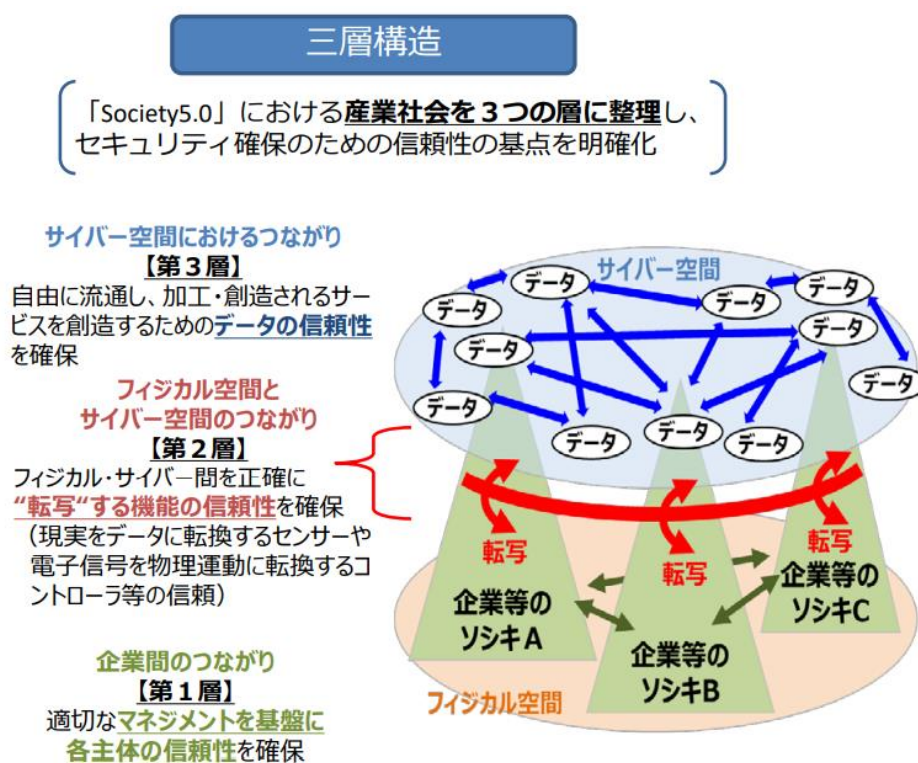 三層構造
「Society5.0」における産業社会を３つの層に整理し、
セキュリティ確保のための信頼性の基点を明確化
サイバー空間におけるつながり
【第３層】
自由に流通し、加工・創造されるサー
ビスを創造するためのデータの信頼性
を確保
フィジカル空間と
サイバー空間のつながり
【第２層】
フィジカル・サイバー間を正確に
“転写“する機能の信頼性を確保
（現実をデータに転換するセンサーや
電子信号を物理運動に転換するコ
ントローラ等の信頼）
企業間のつながり
【第１層】
適切なマネジメントを基盤に
各主体の信頼性を確保
サイバー空間
データ
データ
データ
データ
データ
データ
データ
データ
データ
データ
データ
転写
転写
転写
企業等の
ソシキA
企業等の
ソシキB
企業等の
ソシキC
フィジカル空間